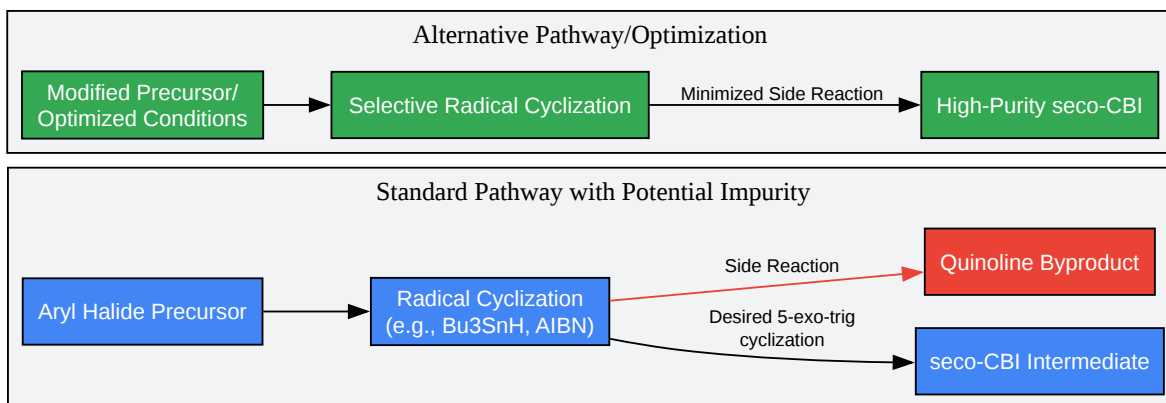 Alternative Pathway/Optimization
Modified Precursor/
Optimized Conditions
Selective Radical Cyclization
Minimized Side Reaction
High-Purity seco-CBI
Standard Pathway with Potential Impurity
Aryl Halide Precursor
Radical Cyclization
(e.g., Bu3SnH, AIBN)
Side Reaction
Quinoline Byproduct
Desired 5-exo-trig
cyclization
seco-CBI Intermediate